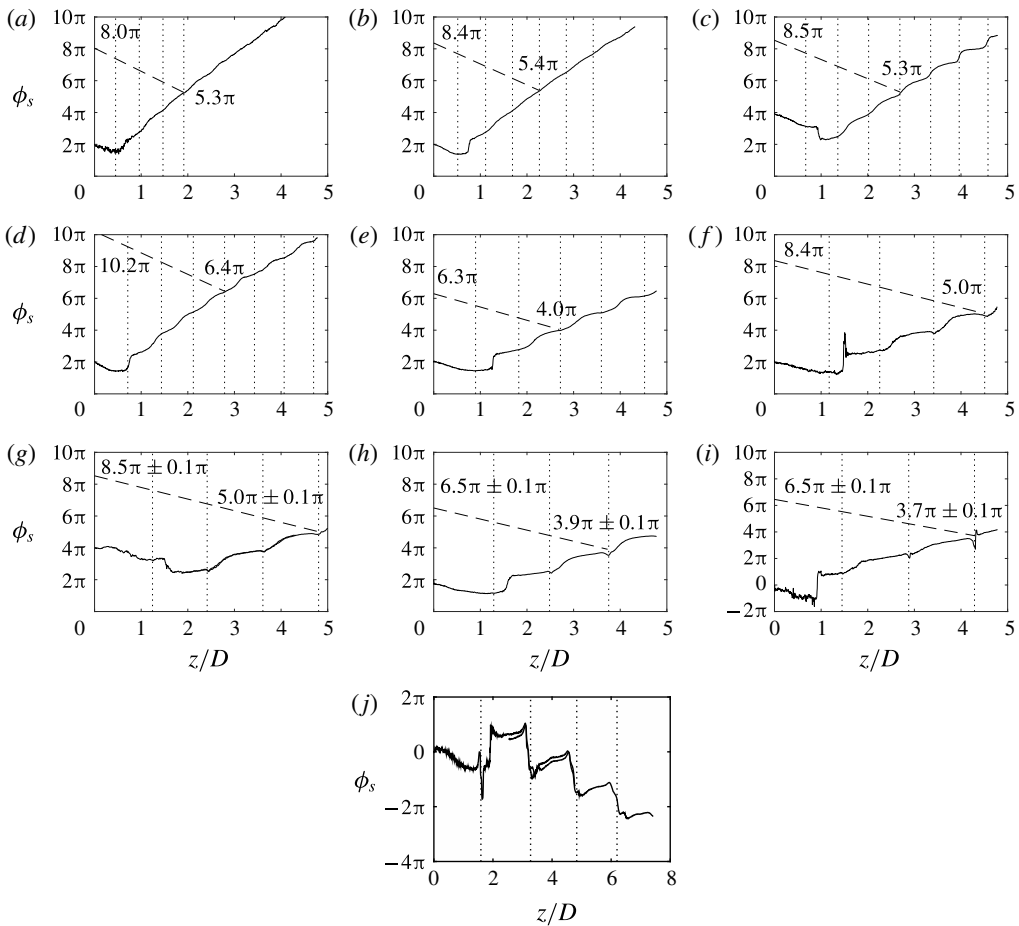 (a) (b) (c)
10π 10π 10π
8.0π 8.4π 8.5π
8π 8π 8π
6π 5.3π 6π 5.4π 6π 5.3π
ϕs 4π 4π 4π
2π 2π 2π
0 0 1 2 3 4 5 0 0 1 2 3 4 5 0 0 1 2 3 4 5
(d) (e) (f)
10π 10π 10π
10.2π 6.4π 6.3π 4.0π 8.4π 5.0π
8π 8π 8π
6π 6π 6π
ϕs 4π 4π 4π
2π 2π 2π
0 0 1 2 3 4 5 0 0 1 2 3 4 5 0 0 1 2 3 4 5
(g) (h) (i)
10π 10π 10π
8.5π ± 0.1π 5.0π ± 0.1π 6.5π ± 0.1π 3.9π ± 0.1π 6.5π ± 0.1π 3.7π ± 0.1π
8π 8π 8π
6π 6π 6π
ϕs 4π 4π 4π
2π 2π 2π
0 0 0
−2π
0 1 2 3 4 5 0 1 2 3 4 5 0 1 2 3 4 5
z/D z/D z/D
(j)
2π
0
ϕs
−2π
−4π
0 2 4 6 8
z/D